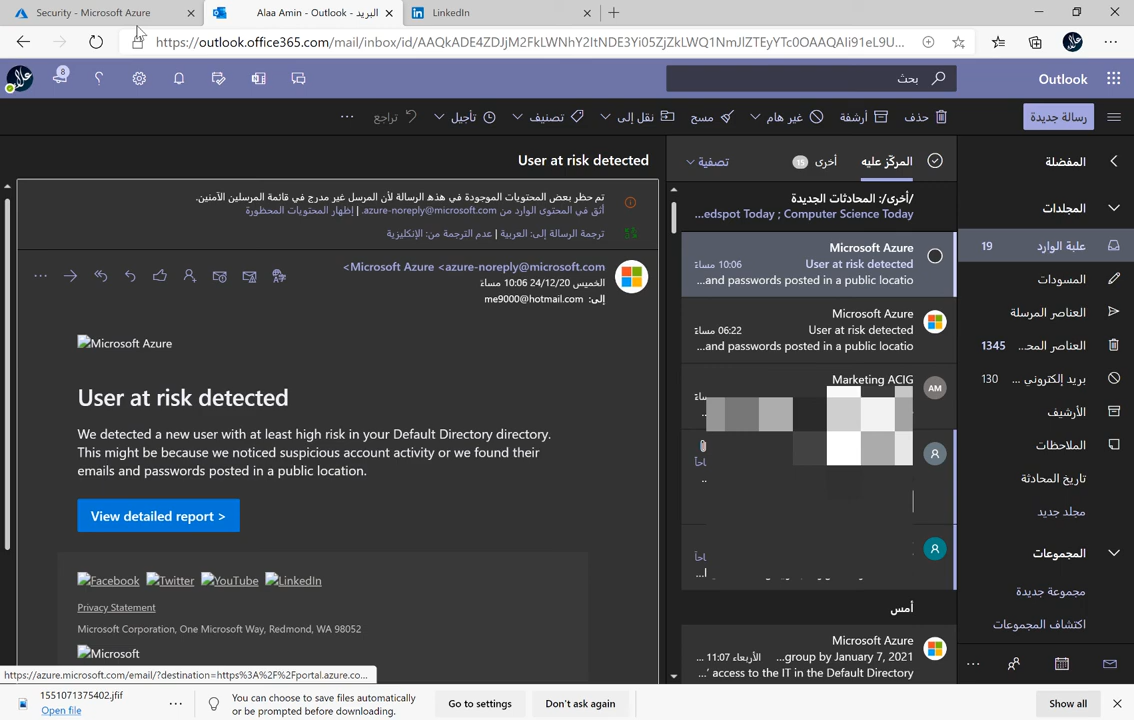 Security - Microsoft Azure
Alaa Amin - Outlook - البريد
LinkedIn
https://outlook.office365.com/mail/inbox/id/AAQkADE4ZDJjM2FkLWNhY2ItNDE3Yi05ZjZkLWQ1NmJlZTEyYTc0OAAQAIi91eL9U...
8
بحث
Outlook
رسالة جديدة
حذف
أرشفة
غير هام
مسح
نقل إلى
تصنيف
تأجيل
تراجع
المفضلة
المجلدات
علبة الوارد 19
المسودات
العناصر المرسلة
العناصر المحـ... 1345
بريد إلكتروني ... 130
الأرشيف
الملاحظات
تاريخ المحادثة
مجلد جديد
المجموعات
مجموعة جديدة
اكتشاف المجموعات
المركّز عليه
أخرى 15
تصفية
/أخرى/: المحادثات الجديدة
...edspot Today ; Computer Science Today
Microsoft Azure
User at risk detected
10:06 مساءً
...and passwords posted in a public locatio
Microsoft Azure
User at risk detected
06:22 مساءً
...and passwords posted in a public locatio
Marketing ACIG
AM
أمس
Microsoft Azure
...group by January 7, 2021
الأربعاء 11:07 ...
...' access to the IT in the Default Directory
User at risk detected
تم حظر بعض المحتويات الموجودة في هذه الرسالة لأن المرسل غير مدرج في قائمة المرسلين الآمنين.
أثق في المحتوى الوارد من azure-noreply@microsoft.com. | إظهار المحتويات المحظورة
ترجمة الرسالة إلى: العربية | عدم الترجمة من: الإنكليزية
<Microsoft Azure <azure-noreply@microsoft.com
الخميس 24/12/20 10:06 مساءً
إلى: me9000@hotmail.com
Microsoft Azure
User at risk detected
We detected a new user with at least high risk in your Default Directory directory.
This might be because we noticed suspicious account activity or we found their
emails and passwords posted in a public location.
View detailed report >
Facebook Twitter YouTube LinkedIn
Privacy Statement
Microsoft Corporation, One Microsoft Way, Redmond, WA 98052
Microsoft
https://azure.microsoft.com/email/?destination=https%3A%2F%2Fportal.azure.co...
1551071375402.jfif
Open file
You can choose to save files automatically
or be prompted before downloading.
Go to settings
Don't ask again
Show all